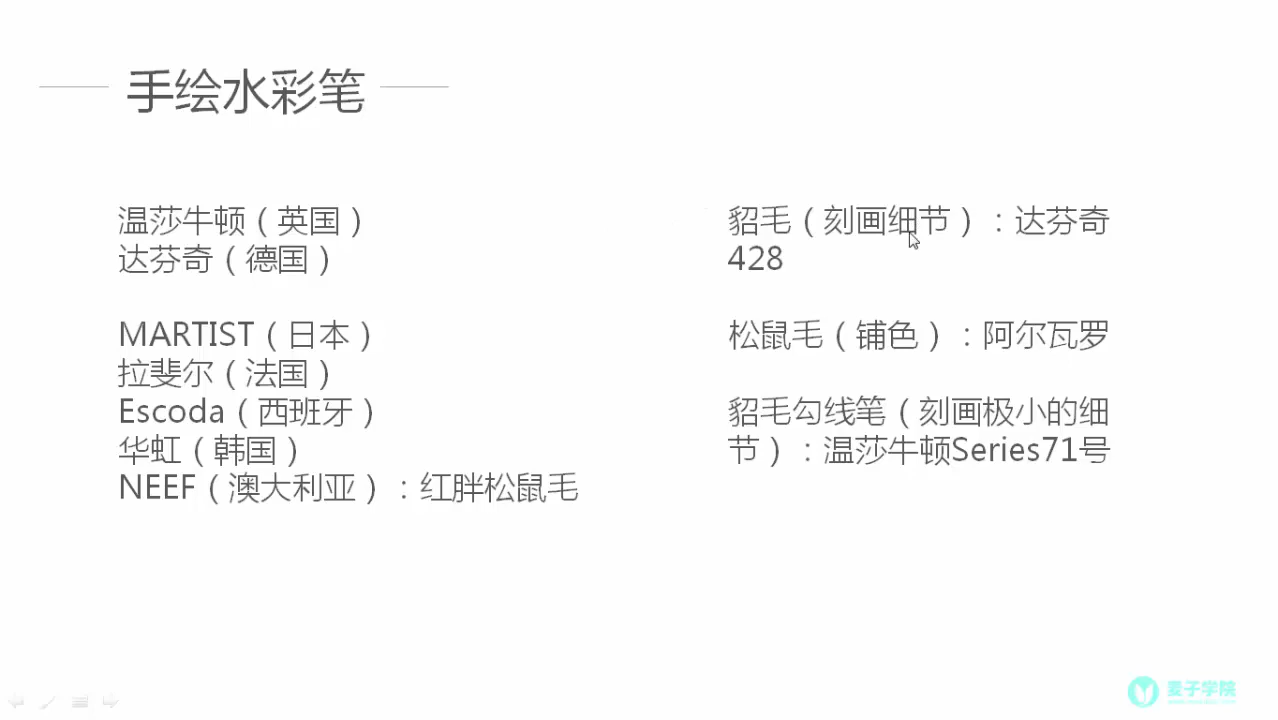 手绘水彩笔
温莎牛顿（英国）
达芬奇（德国）
MARTIST（日本）
拉斐尔（法国）
Escoda（西班牙）
华虹（韩国）
NEEF（澳大利亚）：红胖松鼠毛
貂毛（刻画细节）：达芬奇
428
松鼠毛（铺色）：阿尔瓦罗
貂毛勾线笔（刻画极小的细
节）：温莎牛顿Series71号
麦子学院